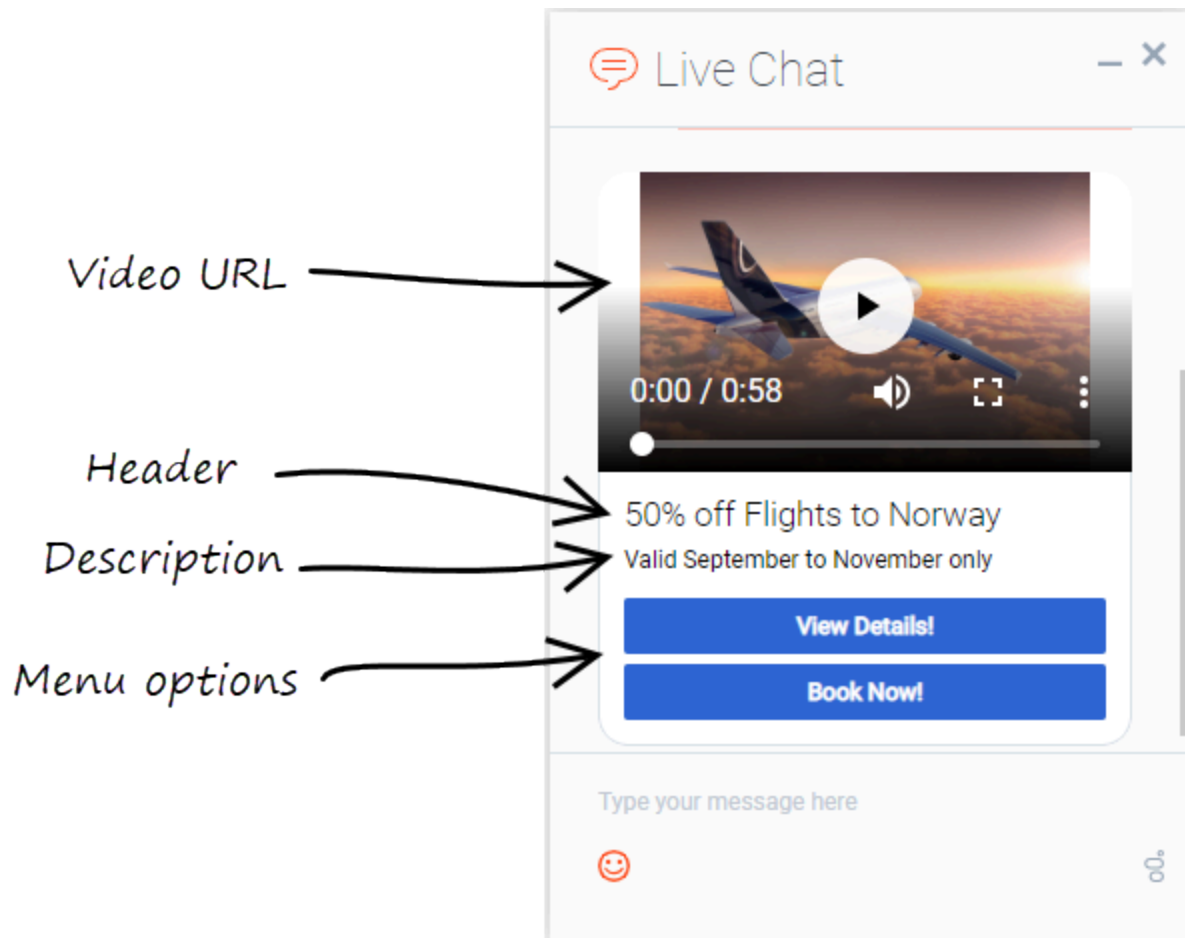 Live Chat
Video URL
0:00 / 0:58
Header
50% off Flights to Norway
Description
Valid September to November only
View Details!
Menu options
Book Now!
Type your message here